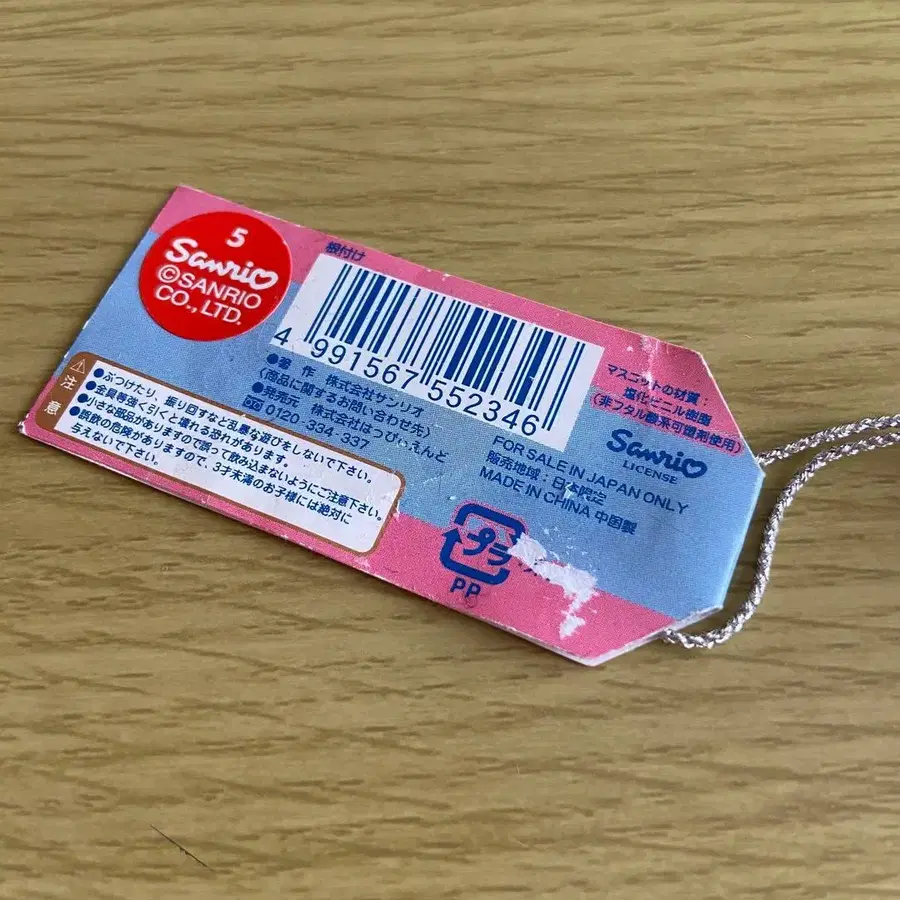 5
Sanrio
©SANRIO
CO., LTD.
根付け
4 991567 552346
●著 作 株式会社サンリオ
(商品に関するお問い合わせ先)
●発売元 株式会社はっぴぃえんど
0120-334-337
⚠
注意
●ぶつけたり、振り回すなど乱暴な遊びをしないで下さい。
●金具等強く引くと壊れる恐れがあります。
●小さな部品がありますので誤って飲み込まないようにご注意下さい。
誤飲の危険がありますので、3才未満のお子様には絶対に
与えないで下さい。
マスコットの材質:
塩化ビニル樹脂
(非フタル酸系可塑剤使用)
Sanrio
LICENSE
FOR SALE IN JAPAN ONLY
販売地域:日本限定
MADE IN CHINA 中国製
プラ
PP